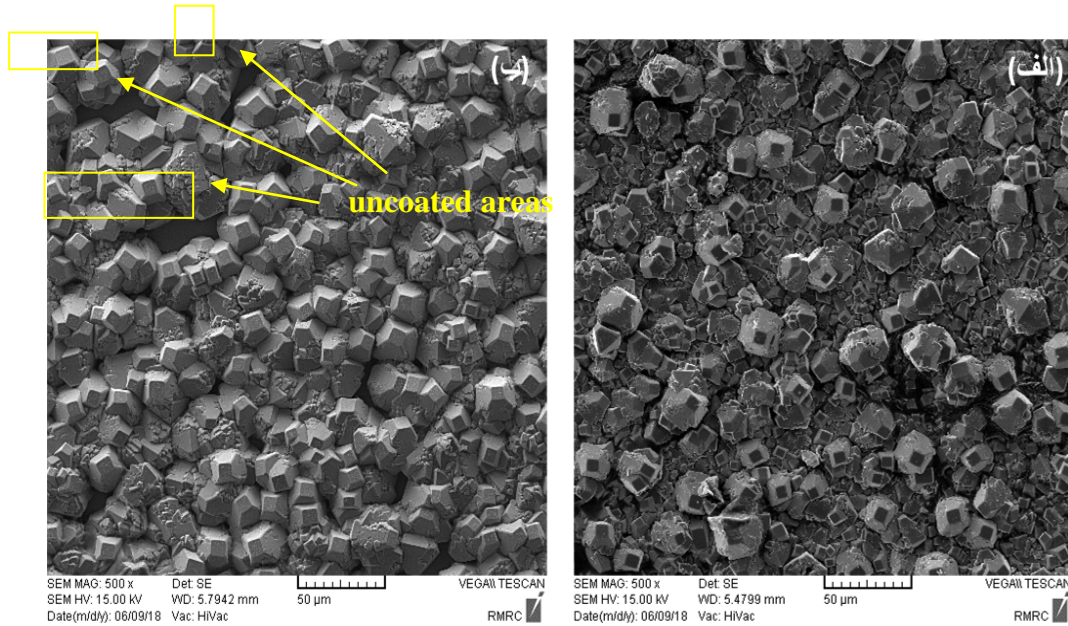 (ب)
(الف)
uncoated areas
SEM MAG: 500 x Det: SE VEGA\\ TESCAN
SEM HV: 15.00 kV WD: 5.7942 mm 50 µm
Date(m/d/y): 06/09/18 Vac: HiVac RMRC
SEM MAG: 500 x Det: SE VEGA\\ TESCAN
SEM HV: 15.00 kV WD: 5.4799 mm 50 µm
Date(m/d/y): 06/09/18 Vac: HiVac RMRC